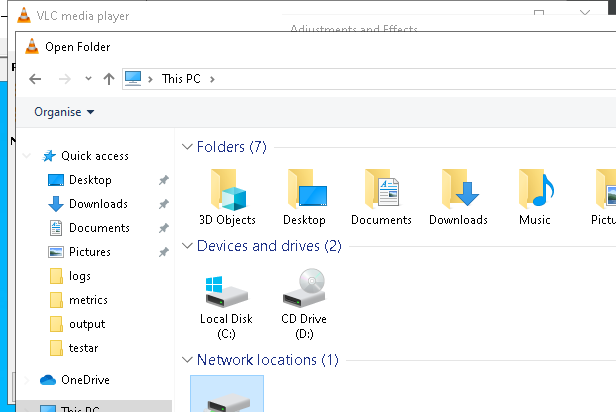 VLC media player
Adjustments and Effects
Open Folder
This PC
Organise
Quick access
Desktop
Downloads
Documents
Pictures
logs
metrics
output
testar
OneDrive
This PC
Folders (7)
3D Objects
Desktop
Documents
Downloads
Music
Pictu
Devices and drives (2)
Local Disk
(C:)
CD Drive
(D:)
Network locations (1)